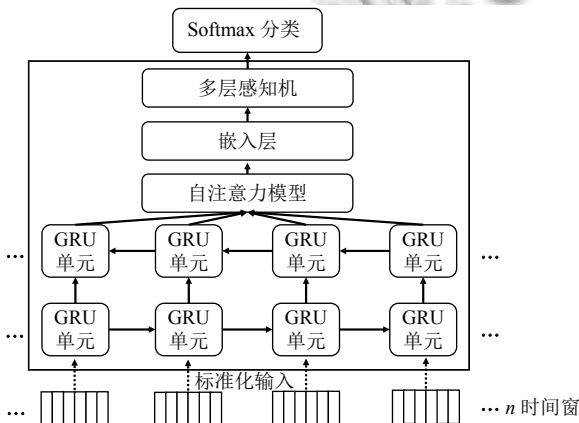 Softmax 分类
多层感知机
嵌入层
自注意力模型
... GRU 单元 GRU 单元 GRU 单元 GRU 单元 ...
... GRU 单元 GRU 单元 GRU 单元 GRU 单元 ...
标准化输入
... ... n 时间窗